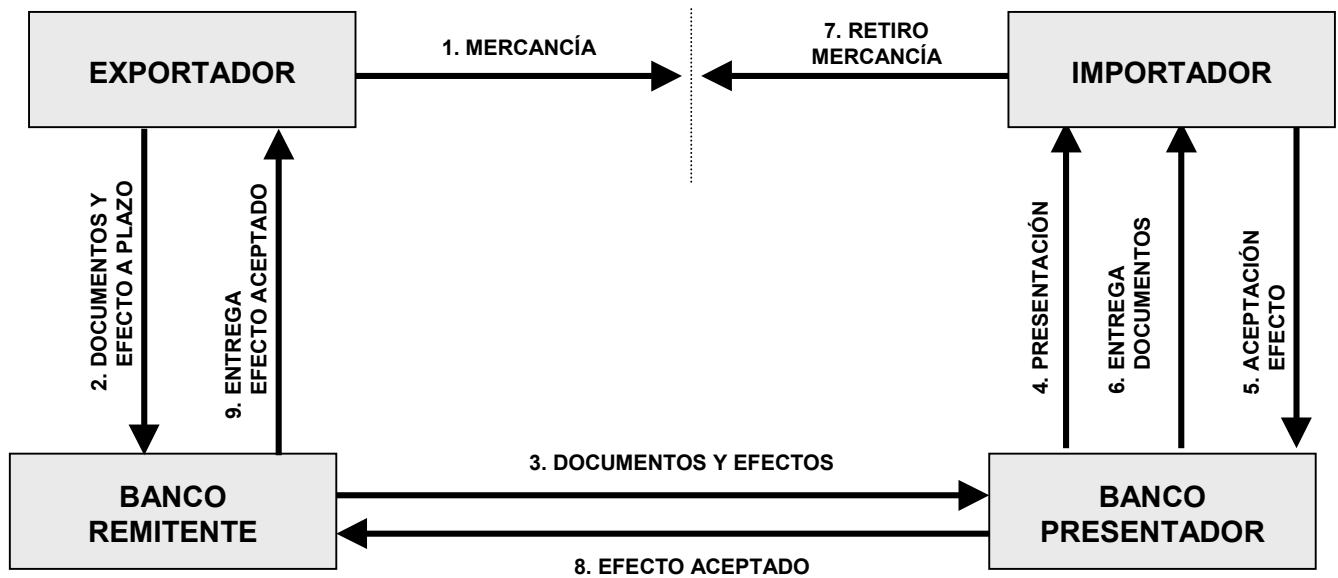 EXPORTADOR
1. MERCANCÍA
7. RETIRO
MERCANCÍA
IMPORTADOR
2. DOCUMENTOS Y
EFECTO A PLAZO
9. ENTREGA
EFECTO ACEPTADO
4. PRESENTACIÓN
6. ENTREGA
DOCUMENTOS
5. ACEPTACIÓN
EFECTO
BANCO
REMITENTE
3. DOCUMENTOS Y EFECTOS
8. EFECTO ACEPTADO
BANCO
PRESENTADOR